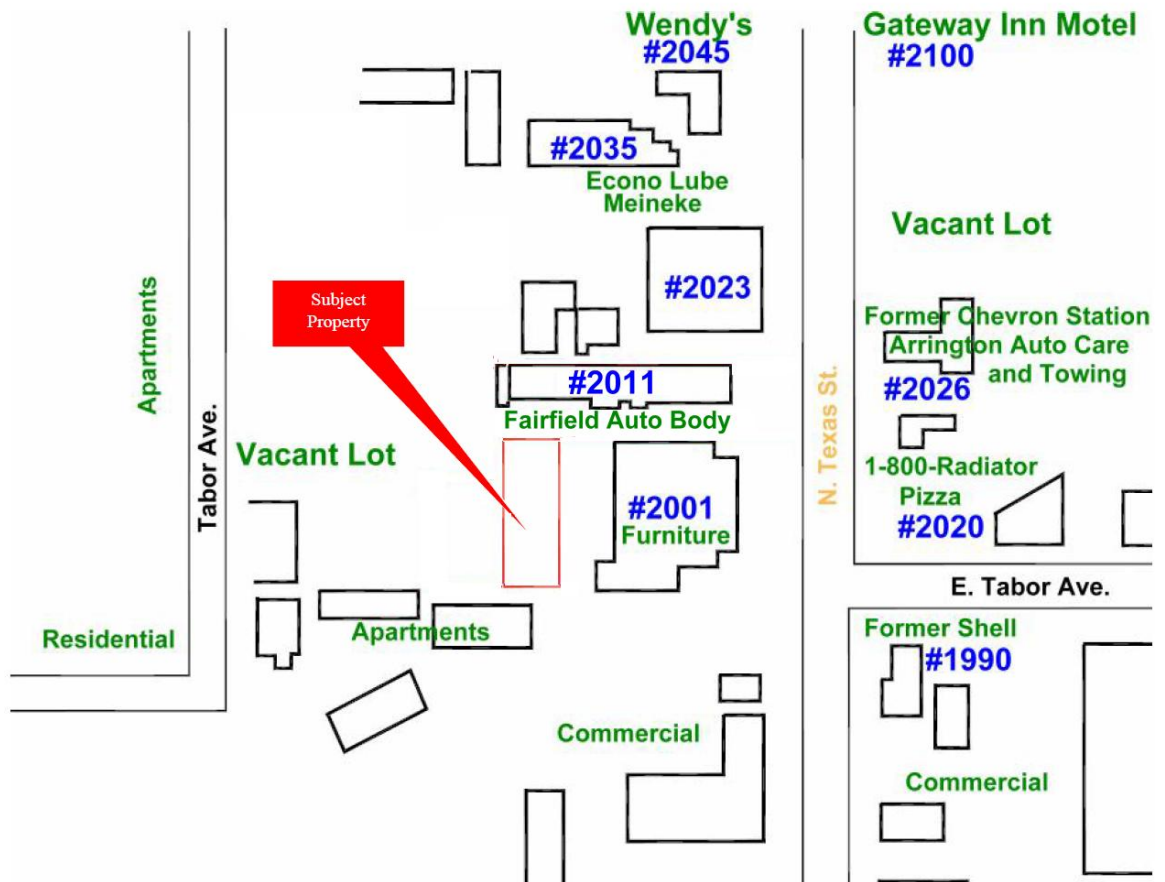 Wendy's
#2045
Gateway Inn Motel
#2100
#2035
Econo Lube
Meineke
Vacant Lot
#2023
Subject
Property
Apartments
Former Chevron Station
Arrington Auto Care
and Towing
#2026
#2011
Fairfield Auto Body
N. Texas St.
Tabor Ave.
Vacant Lot
1-800-Radiator
Pizza
#2020
#2001
Furniture
E. Tabor Ave.
Residential
Apartments
Former Shell
#1990
Commercial
Commercial